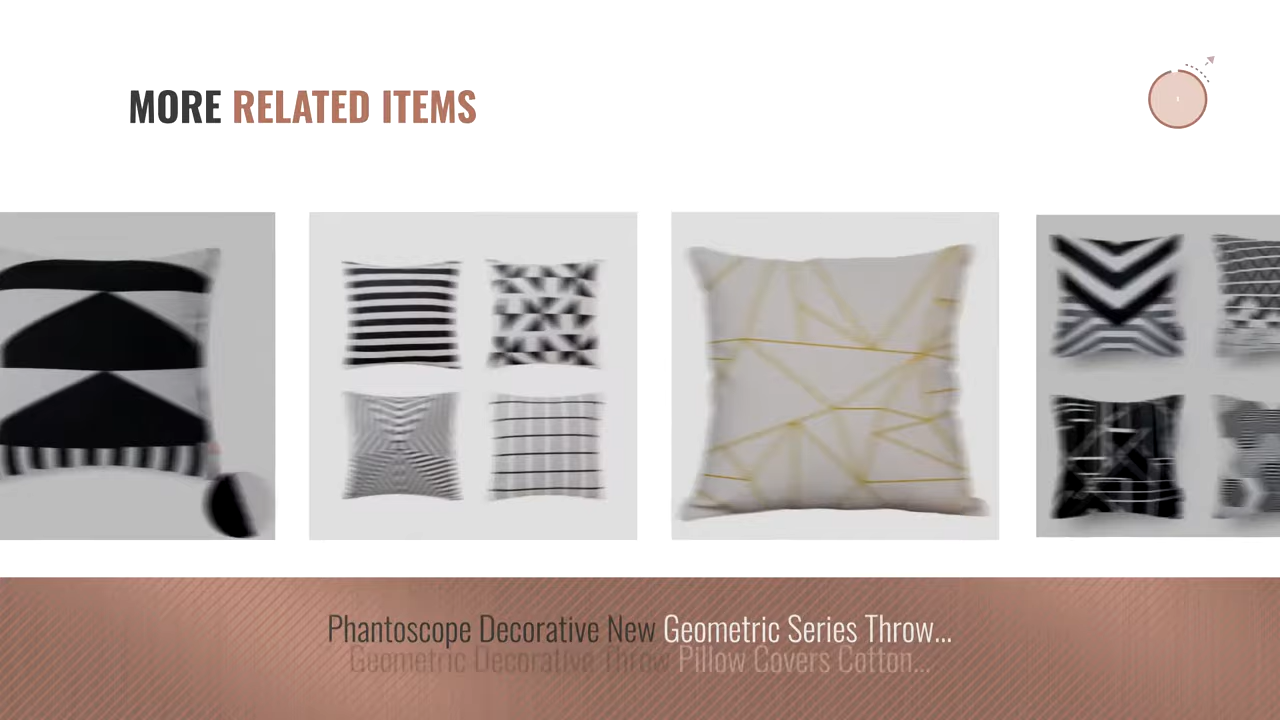 MORE RELATED ITEMS
Phantoscope Decorative New Geometric Series Throw...
Geometric Decorative Throw Pillow Covers Cotton...